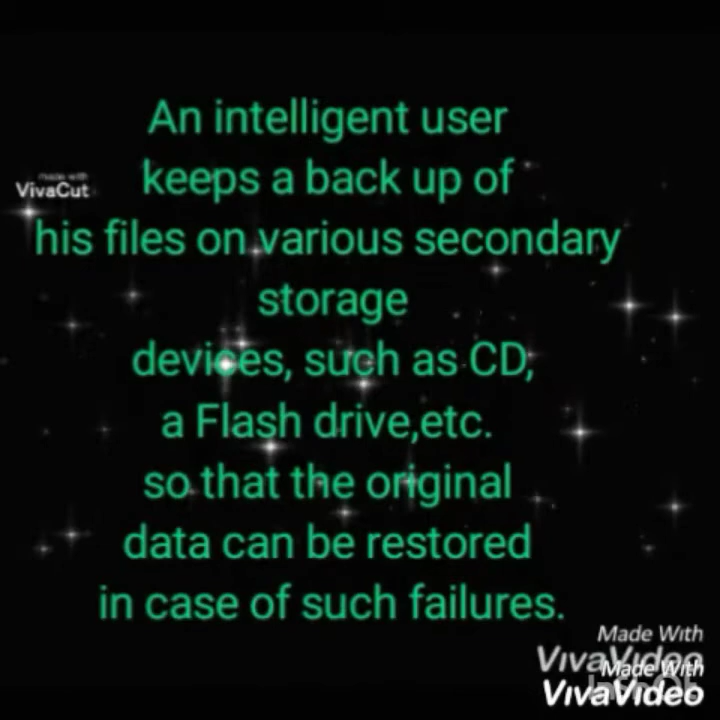 An intelligent user
made with
VivaCut
keeps a back up of
his files on various secondary
storage
devices, such as CD,
a Flash drive,etc.
so that the original
data can be restored
in case of such failures.
Made With
VivaVideo
Made With
VivaVideo